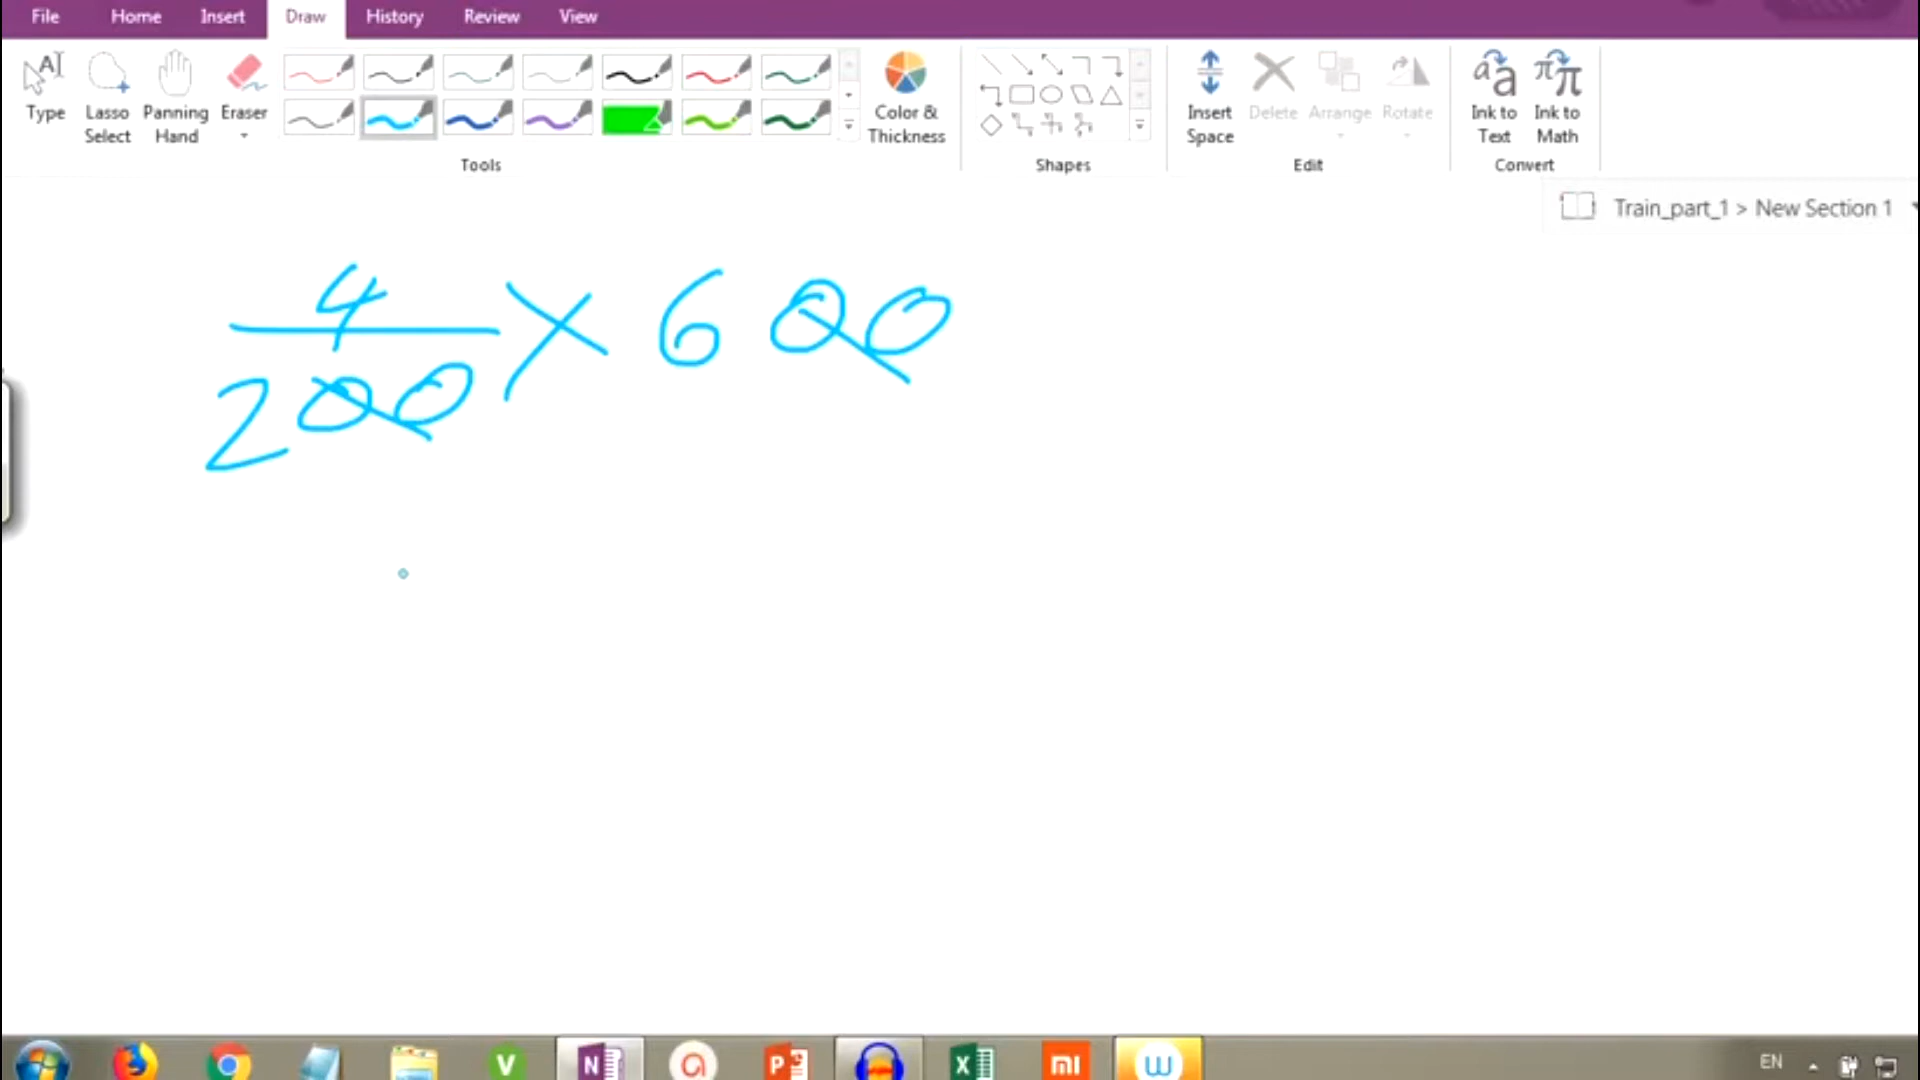 File Home Insert Draw History Review View
Type Lasso Select Panning Hand Eraser Color & Thickness Insert Space Delete Arrange Rotate Ink to Text Ink to Math
Tools Shapes Edit Convert
Train_part_1 > New Section 1
4 × 600
200
EN